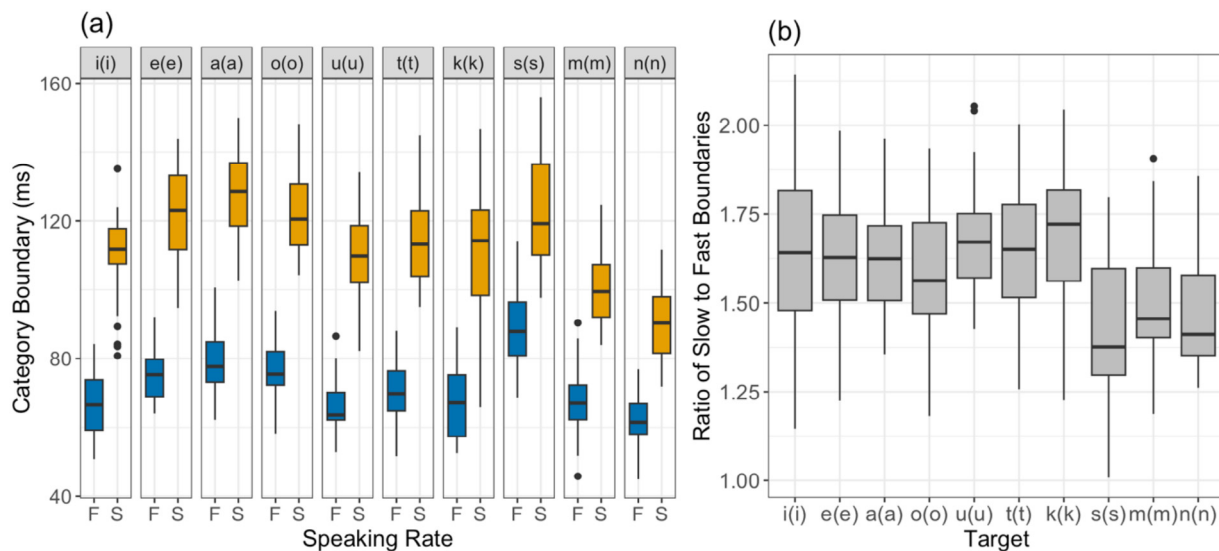 (a)
i(i) e(e) a(a) o(o) u(u) t(t) k(k) s(s) m(m) n(n)
Category Boundary (ms)
160
120
80
40
F S F S F S F S F S F S F S F S F S F S
Speaking Rate
(b)
Ratio of Slow to Fast Boundaries
2.00
1.75
1.50
1.25
1.00
i(i) e(e) a(a) o(o) u(u) t(t) k(k) s(s) m(m) n(n)
Target